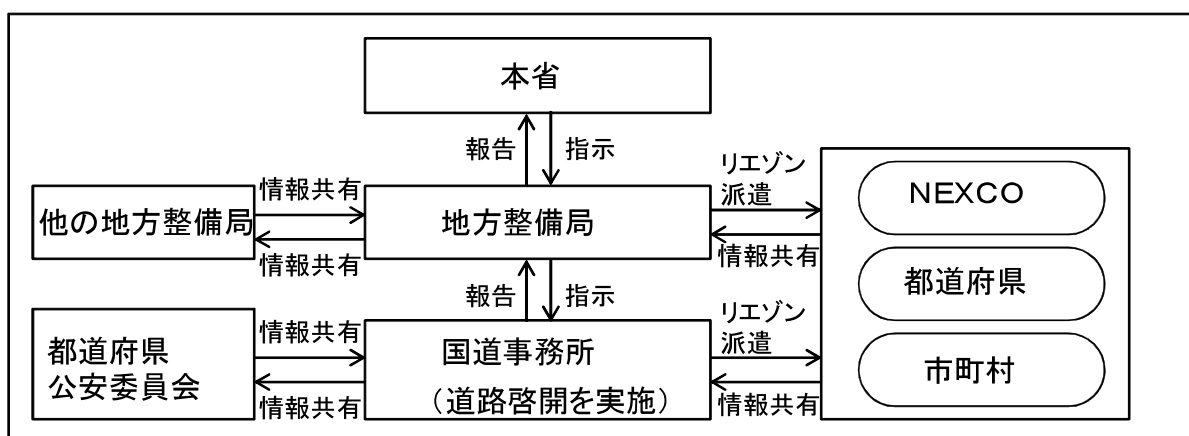 本省
報告
指示
リエゾン
派遣
情報共有
他の地方整備局
地方整備局
NEXCO
情報共有
情報共有
都道府県
報告
指示
リエゾン
派遣
情報共有
都道府県
公安委員会
国道事務所
(道路啓開を実施)
市町村
情報共有
情報共有